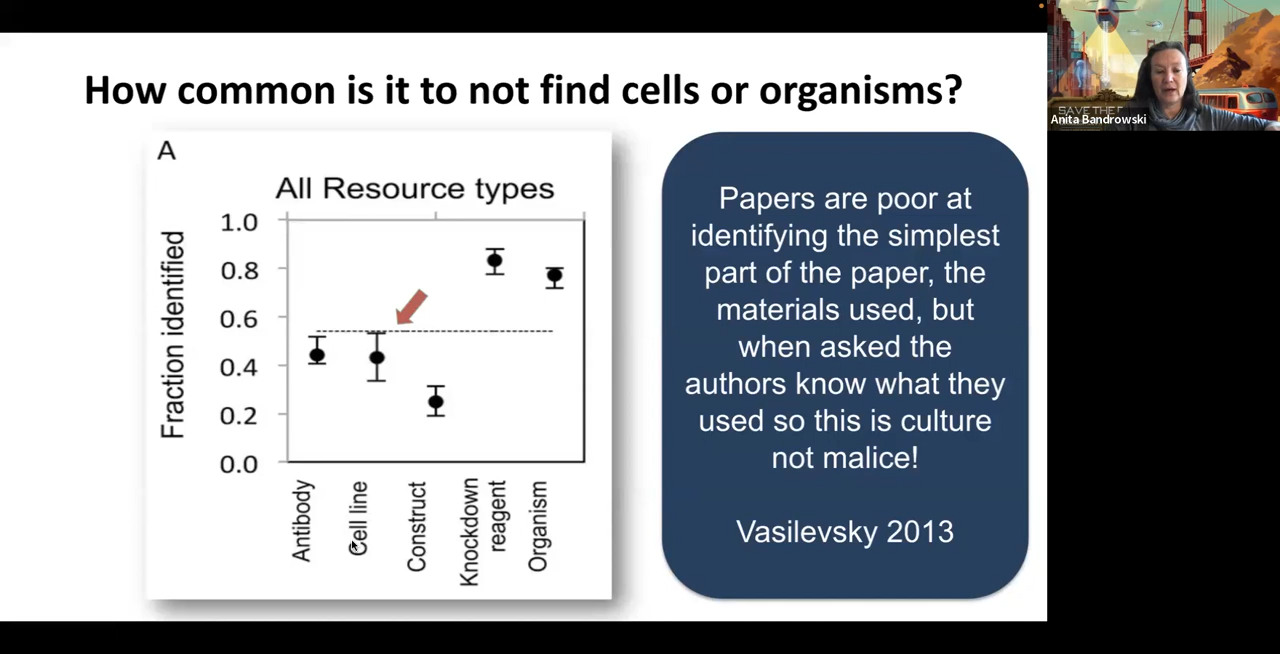 How common is it to not find cells or organisms?
SAVE THE
Anita Bandrowski
A
All Resource types
Fraction identified
1.0
0.8
0.6
0.4
0.2
0.0
Antibody
Cell line
Construct
Knockdown
reagent
Organism
Papers are poor at
identifying the simplest
part of the paper, the
materials used, but
when asked the
authors know what they
used so this is culture
not malice!
Vasilevsky 2013